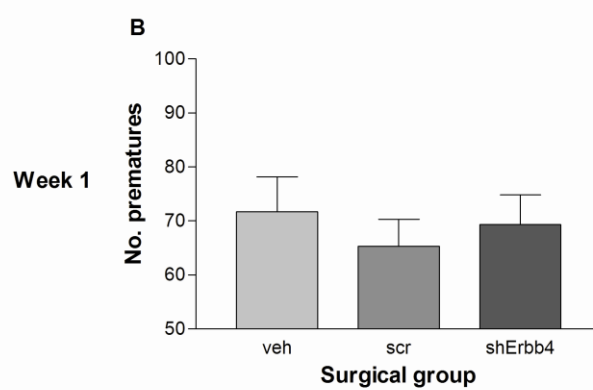 B
100
90
80
70
60
50
Week 1
No. prematures
veh scr shErbb4
Surgical group